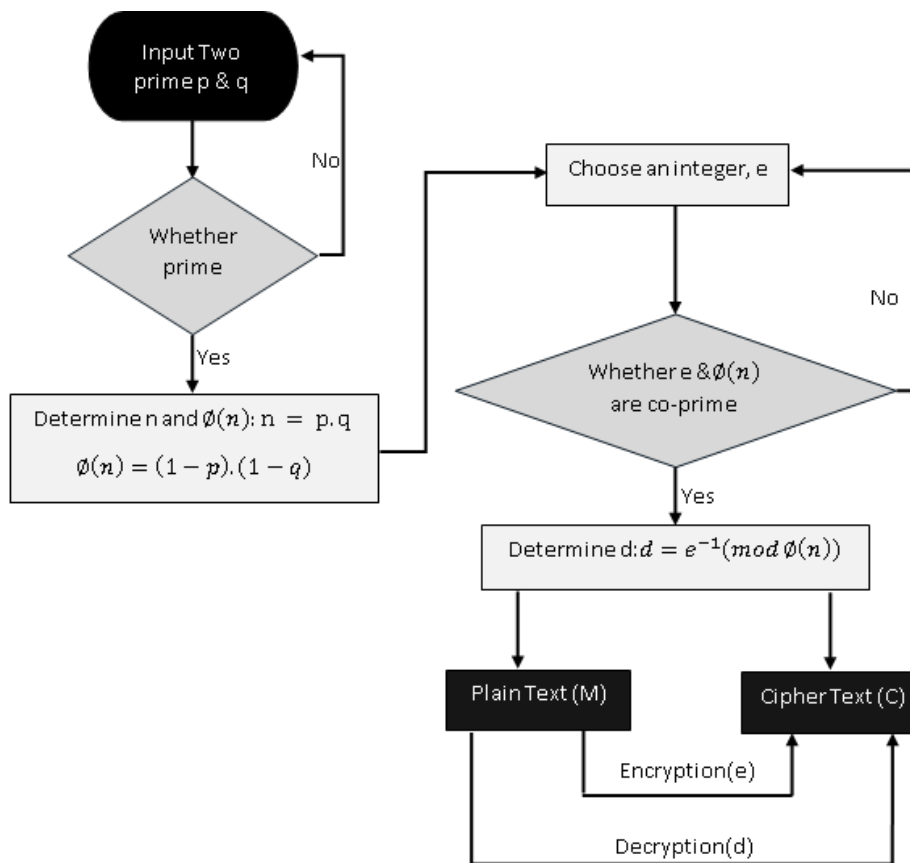 Input Two
prime p & q
No
Whether
prime
Yes
Determine n and ∅(n): n = p. q
∅(n) = (1 − p). (1 − q)
Choose an integer, e
No
Whether e & ∅(n)
are co-prime
Yes
Determine d: d = e⁻¹(mod ∅(n))
Plain Text (M)
Cipher Text (C)
Encryption(e)
Decryption(d)